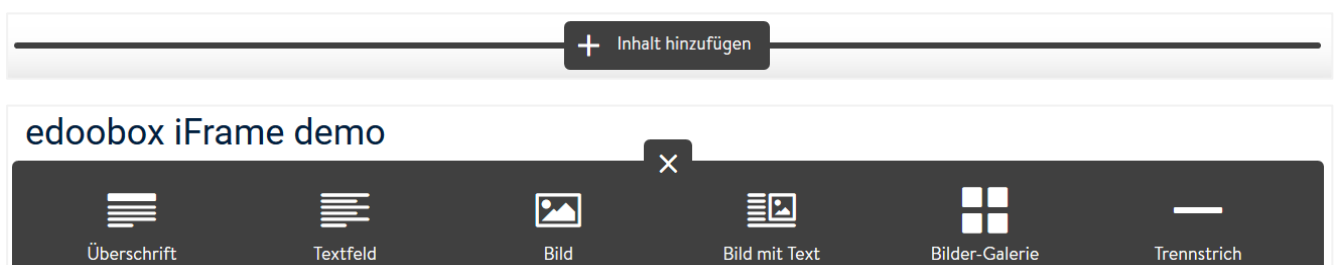 Inhalt hinzufügen
edoobox iFrame demo
Überschrift Textfeld Bild Bild mit Text Bilder-Galerie Trennstrich